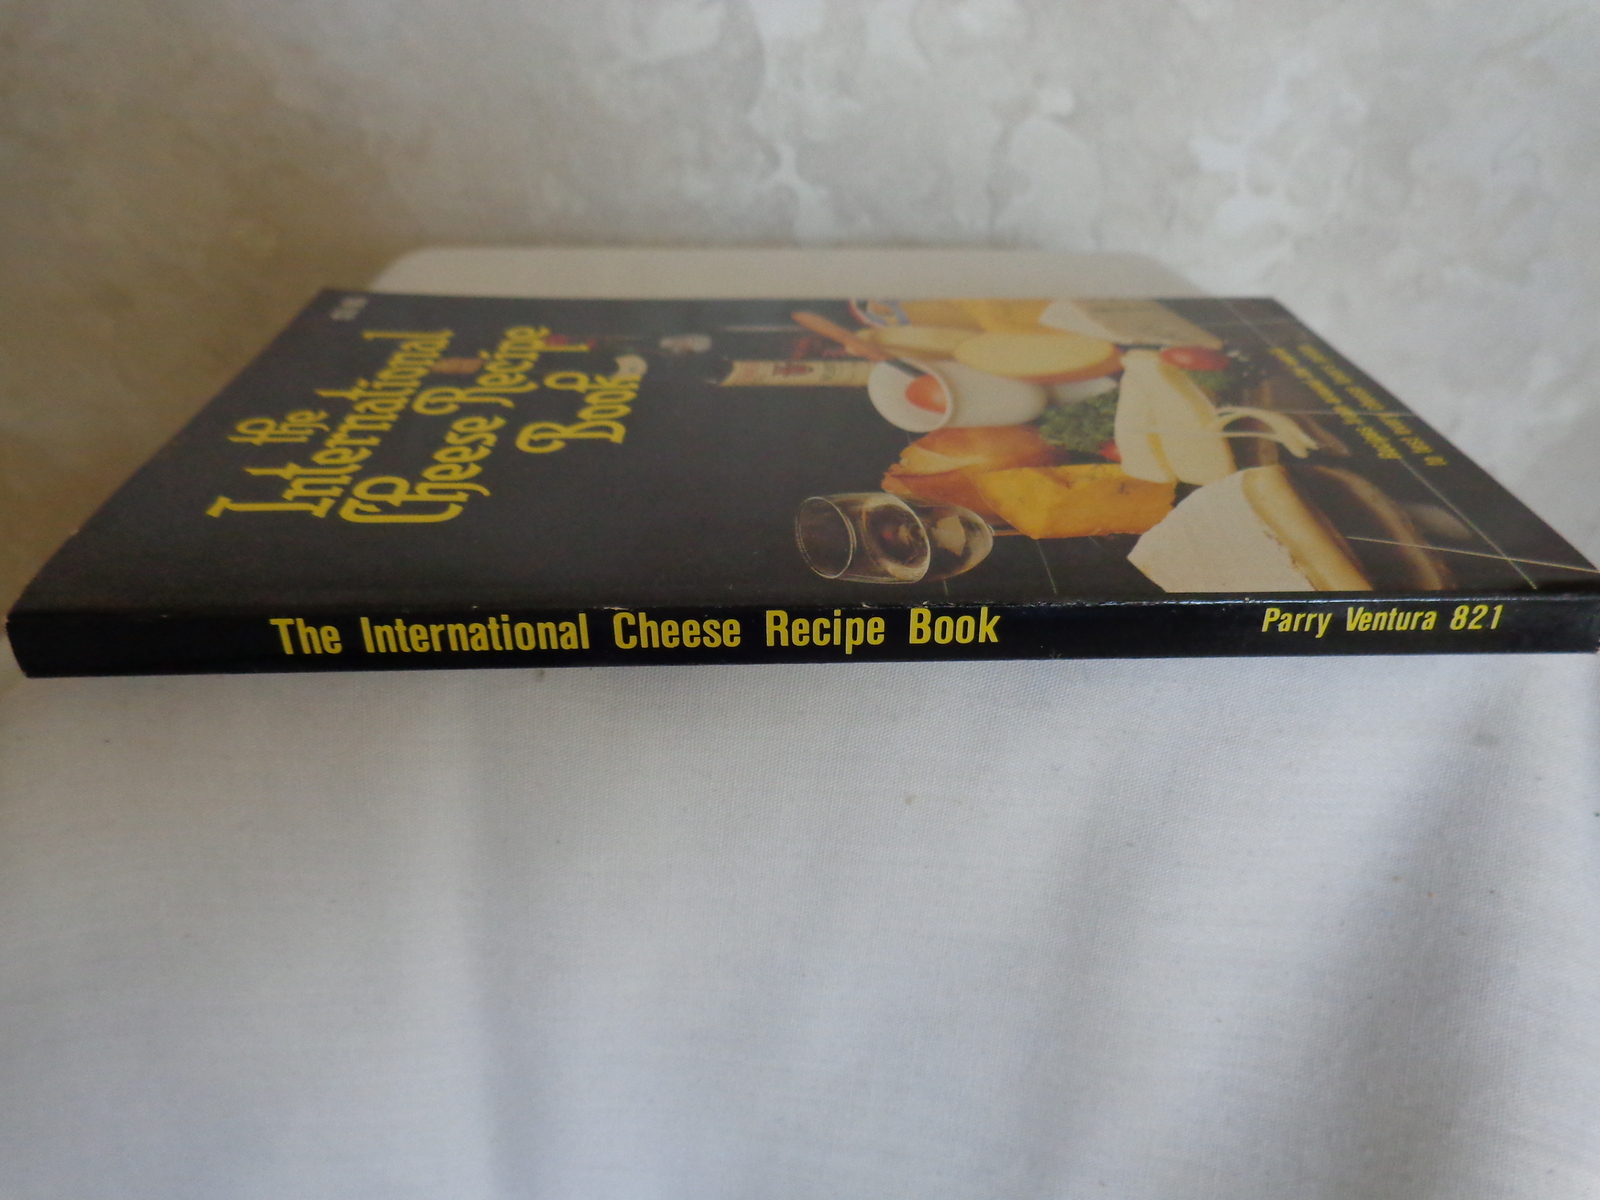 the
International
Cheese Recipe
Book
The International Cheese Recipe Book
Parry Ventura 821